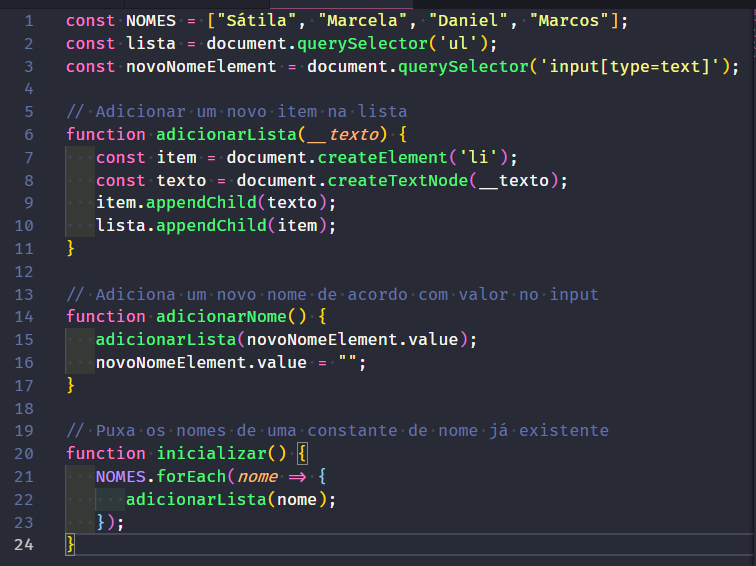 1 const NOMES = ["Sátila", "Marcela", "Daniel", "Marcos"];
2 const lista = document.querySelector('ul');
3 const novoNomeElement = document.querySelector('input[type=text]');
4
5 // Adicionar um novo item na lista
6 function adicionarLista(__texto) {
7     const item = document.createElement('li');
8     const texto = document.createTextNode(__texto);
9     item.appendChild(texto);
10     lista.appendChild(item);
11 }
12
13 // Adiciona um novo nome de acordo com valor no input
14 function adicionarNome() {
15     adicionarLista(novoNomeElement.value);
16     novoNomeElement.value = "";
17 }
18
19 // Puxa os nomes de uma constante de nome já existente
20 function inicializar() {
21     NOMES.forEach(nome => {
22         adicionarLista(nome);
23     });
24 }